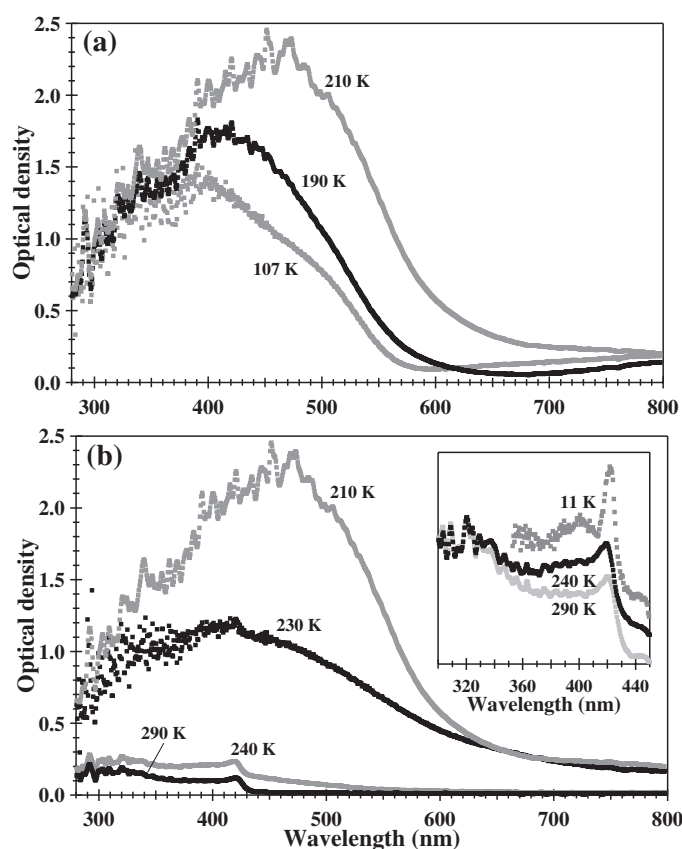 (a)
2.5
2.0
1.5
1.0
0.5
0.0
Optical density
210 K
190 K
107 K
300 400 500 600 700 800
(b)
2.5
2.0
1.5
1.0
0.5
0.0
Optical density
210 K
230 K
290 K
240 K
300 400 500 600 700 800
Wavelength (nm)
11 K
240 K
290 K
320 360 400 440
Wavelength (nm)